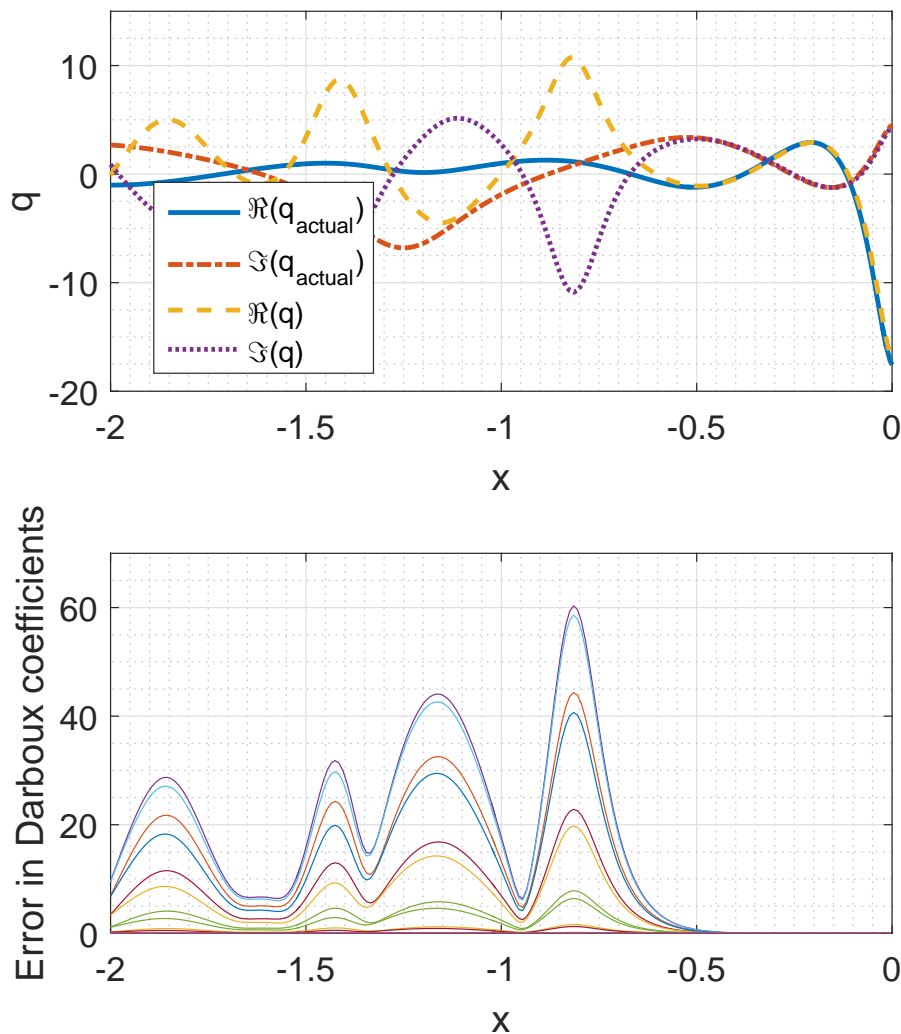 10
0
-10
-20
q
-2
-1.5
-1
-0.5
0
x
ℜ(q_actual)
ℑ(q_actual)
ℜ(q)
ℑ(q)
60
40
20
0
Error in Darboux coefficients
-2
-1.5
-1
-0.5
0
x